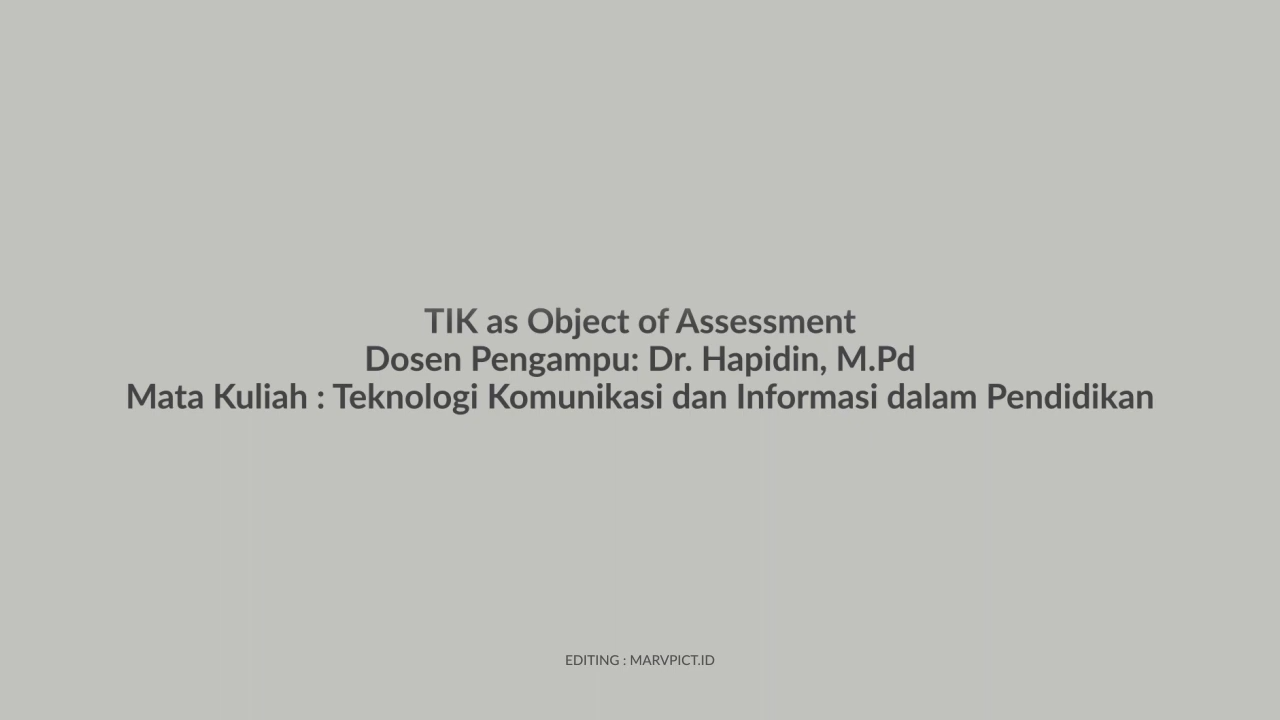 TIK as Object of Assessment
Dosen Pengampu: Dr. Hapidin, M.Pd
Mata Kuliah : Teknologi Komunikasi dan Informasi dalam Pendidikan
EDITING : MARVPICT.ID